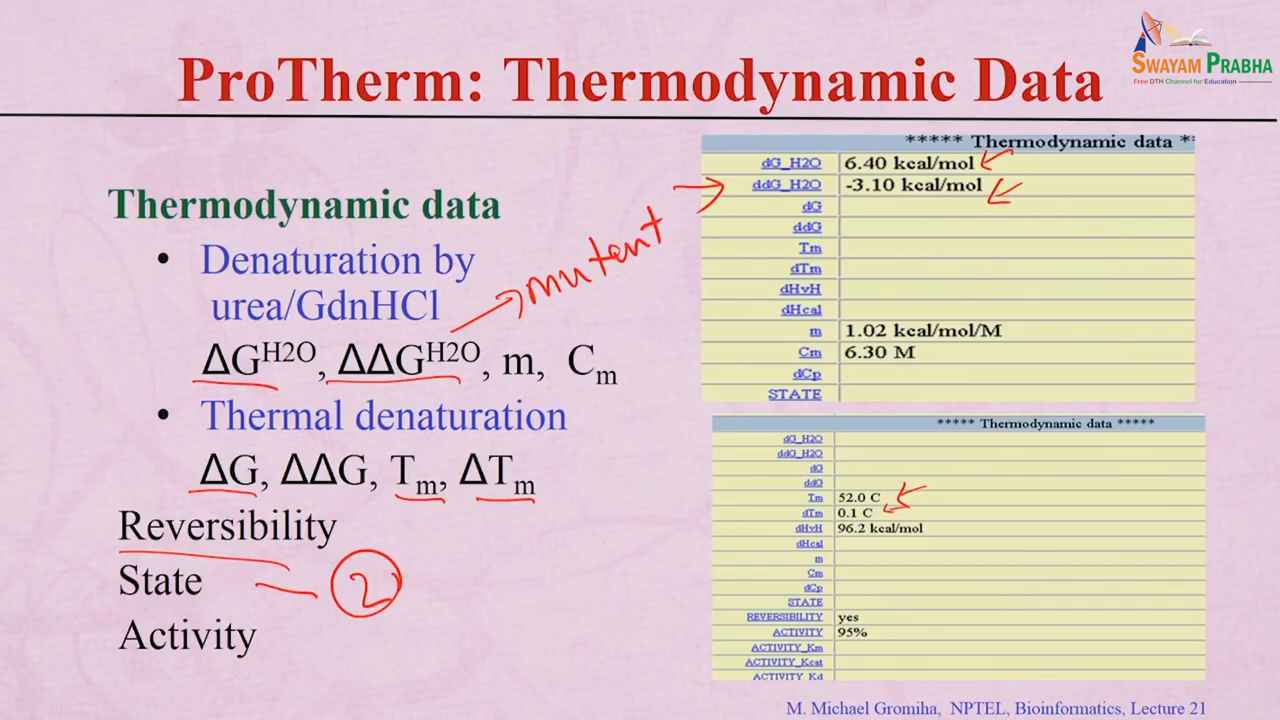 ProTherm: Thermodynamic Data
SWAYAM PRABHA
Free DTH Channel for Education
Thermodynamic data
• Denaturation by
urea/GdnHCl
ΔG^H2O, ΔΔG^H2O, m, C_m
mutent
• Thermal denaturation
ΔG, ΔΔG, T_m, ΔT_m
Reversibility
State
2
Activity
***** Thermodynamic data **
dG_H2O 6.40 kcal/mol
ddG_H2O -3.10 kcal/mol
dG
ddG
Tm
dTm
dHvH
dHcal
m 1.02 kcal/mol/M
Cm 6.30 M
dCp
STATE
***** Thermodynamic data *****
dG_H2O
ddG_H2O
dG
ddG
Tm 52.0 C
dTm 0.1 C
dHvH 96.2 kcal/mol
dHcal
m
Cm
dCp
STATE
REVERSIBILITY yes
ACTIVITY 95%
ACTIVITY_Km
ACTIVITY_Kcat
ACTIVITY_Kd
M. Michael Gromiha, NPTEL, Bioinformatics, Lecture 21